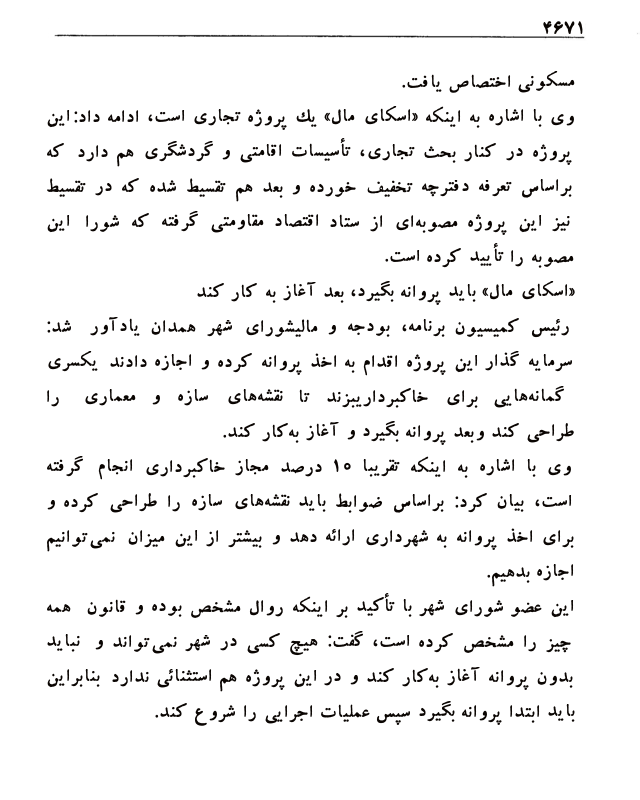 ۴۶۷۱
مسکونی اختصاص یافت.
وی با اشاره به اینکه «اسکای مال» یك پروژه تجاری است، ادامه داد:این
پروژه در کنار بحث تجاری، تأسیسات اقامتی و گردشگری هم دارد که
براساس تعرفه دفترچه تخفیف خورده و بعد هم تقسیط شده که در تقسیط
نیز این پروژه مصوبه‌ای از ستاد اقتصاد مقاومتی گرفته که شورا این
مصوبه را تأیید کرده است.
«اسکای مال» باید پروانه بگیرد، بعد آغاز به کار کند
رئیس کمیسیون برنامه، بودجه و مالیشورای شهر همدان یادآور شد:
سرمایه گذار این پروژه اقدام به اخذ پروانه کرده و اجازه دادند یکسری
گمانه‌هایی برای خاکبرداریبزند تا نقشه‌های سازه و معماری را
طراحی کند وبعد پروانه بگیرد و آغاز به‌کار کند.
وی با اشاره به اینکه تقریبا ۱۰ درصد مجاز خاکبرداری انجام گرفته
است، بیان کرد: براساس ضوابط باید نقشه‌های سازه را طراحی کرده و
برای اخذ پروانه به شهرداری ارائه دهد و بیشتر از این میزان نمی‌توانیم
اجازه بدهیم.
این عضو شورای شهر با تأکید بر اینکه روال مشخص بوده و قانون همه
چیز را مشخص کرده است، گفت: هیچ کسی در شهر نمی‌تواند و نباید
بدون پروانه آغاز به‌کار کند و در این پروژه هم استثنائی ندارد بنابراین
باید ابتدا پروانه بگیرد سپس عملیات اجرایی را شروع کند.